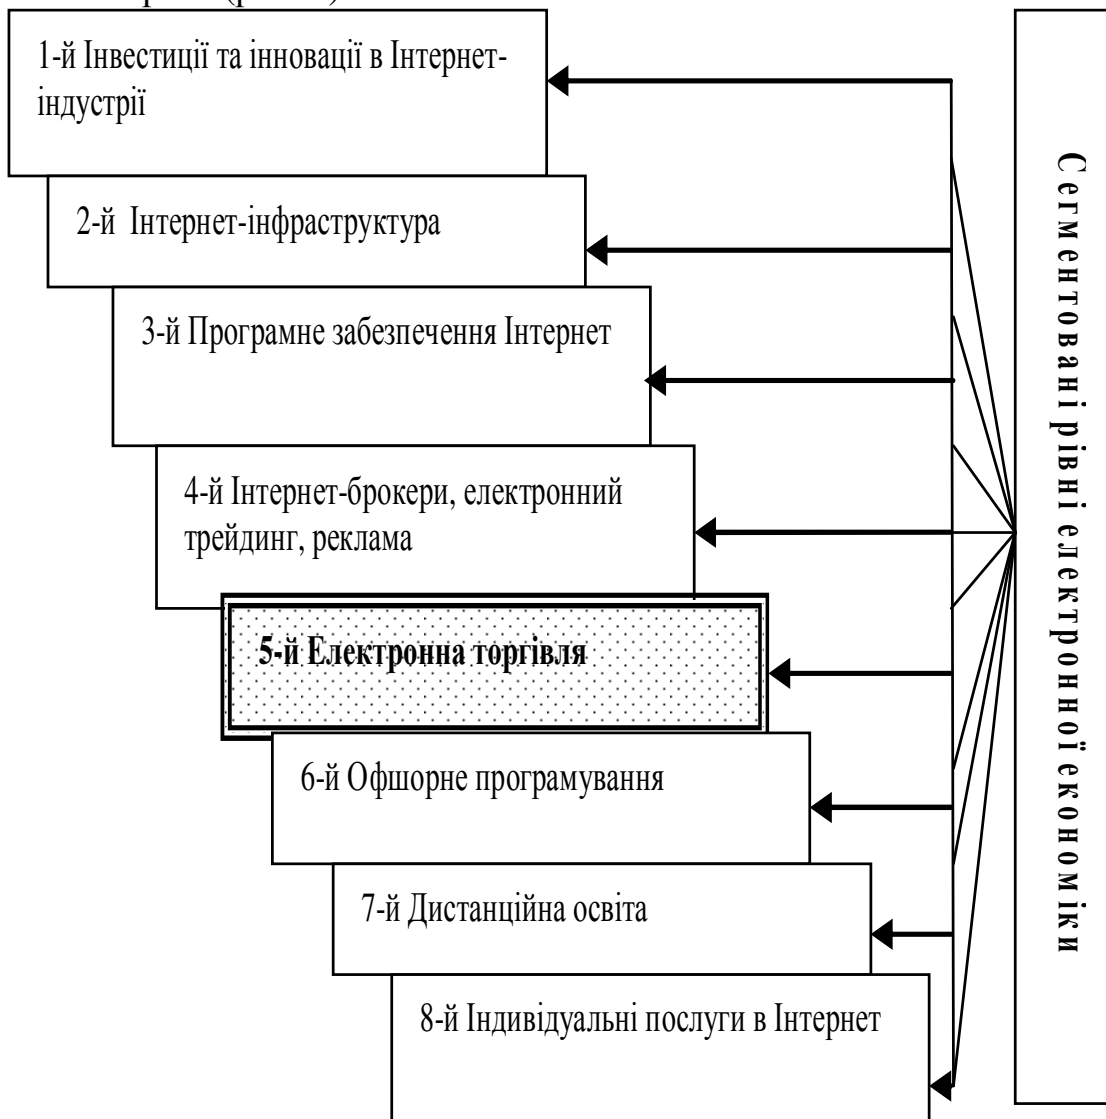 1-й Інвестиції та інновації в Інтернет-
індустрії
2-й Інтернет-інфраструктура
3-й Програмне забезпечення Інтернет
4-й Інтернет-брокери, електронний
трейдинг, реклама
5-й Електронна торгівля
6-й Офшорне програмування
7-й Дистанційна освіта
8-й Індивідуальні послуги в Інтернет
Сегментовані рівні електронної економіки